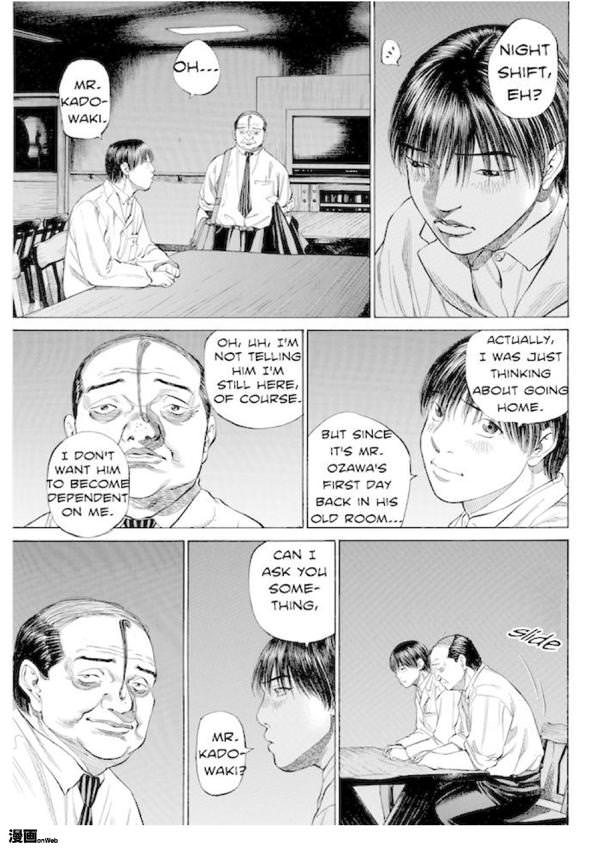 NIGHT
SHIFT,
EH?
OH...
MR.
KADO-
WAKI.
ACTUALLY,
I WAS JUST
THINKING
ABOUT GOING
HOME.
BUT SINCE
IT'S MR.
OZAWA'S
FIRST DAY
BACK IN HIS
OLD ROOM...
OH, UH, I'M
NOT TELLING
HIM I'M
STILL HERE,
OF COURSE.
I DON'T
WANT HIM
TO BECOME
DEPENDENT
ON ME.
slide
CAN I
ASK YOU
SOME-
THING,
MR.
KADO-
WAKI?
漫画onWeb